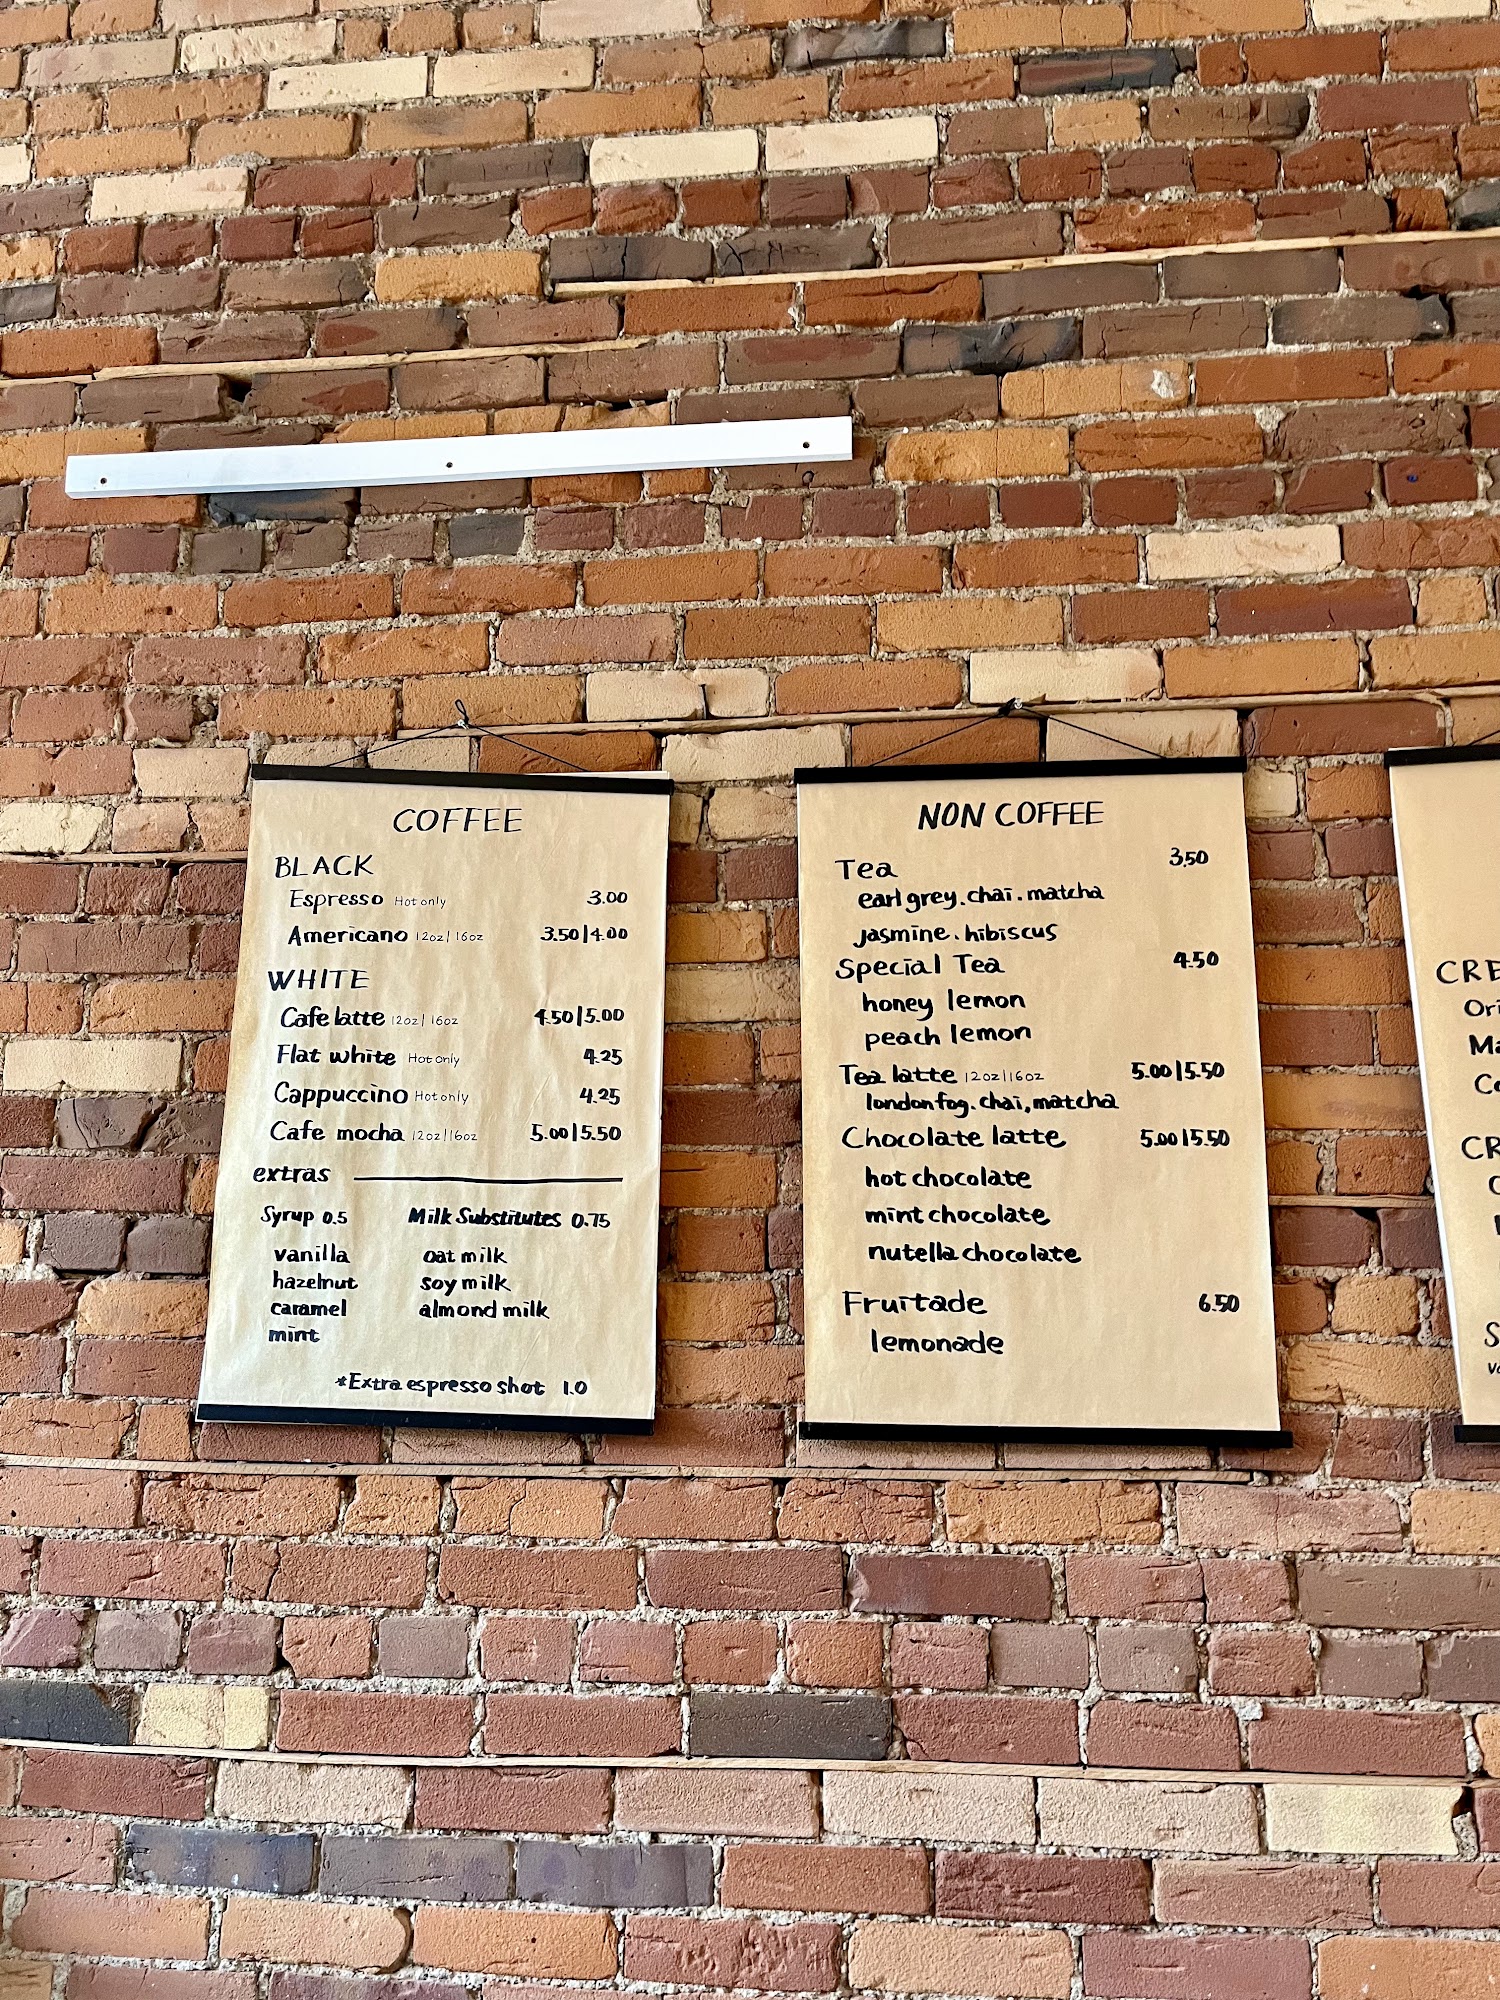 COFFEE
BLACK
Espresso Hot only 3.00
Americano 12oz | 16oz 3.50 | 4.00
WHITE
Cafe latte 12oz | 16oz 4.50 | 5.00
Flat white Hot only 4.25
Cappuccino Hot only 4.25
Cafe mocha 12oz | 16oz 5.00 | 5.50
extras
Syrup 0.5 Milk Substitutes 0.75
vanilla oat milk
hazelnut soy milk
caramel almond milk
mint
*Extra espresso shot 1.0
NON COFFEE
Tea 3.50
earl grey. chai. matcha
jasmine. hibiscus
Special Tea 4.50
honey lemon
peach lemon
Tea latte 12oz | 16oz 5.00 | 5.50
london fog. chai, matcha
Chocolate latte 5.00 | 5.50
hot chocolate
mint chocolate
nutella chocolate
Fruitade 6.50
lemonade